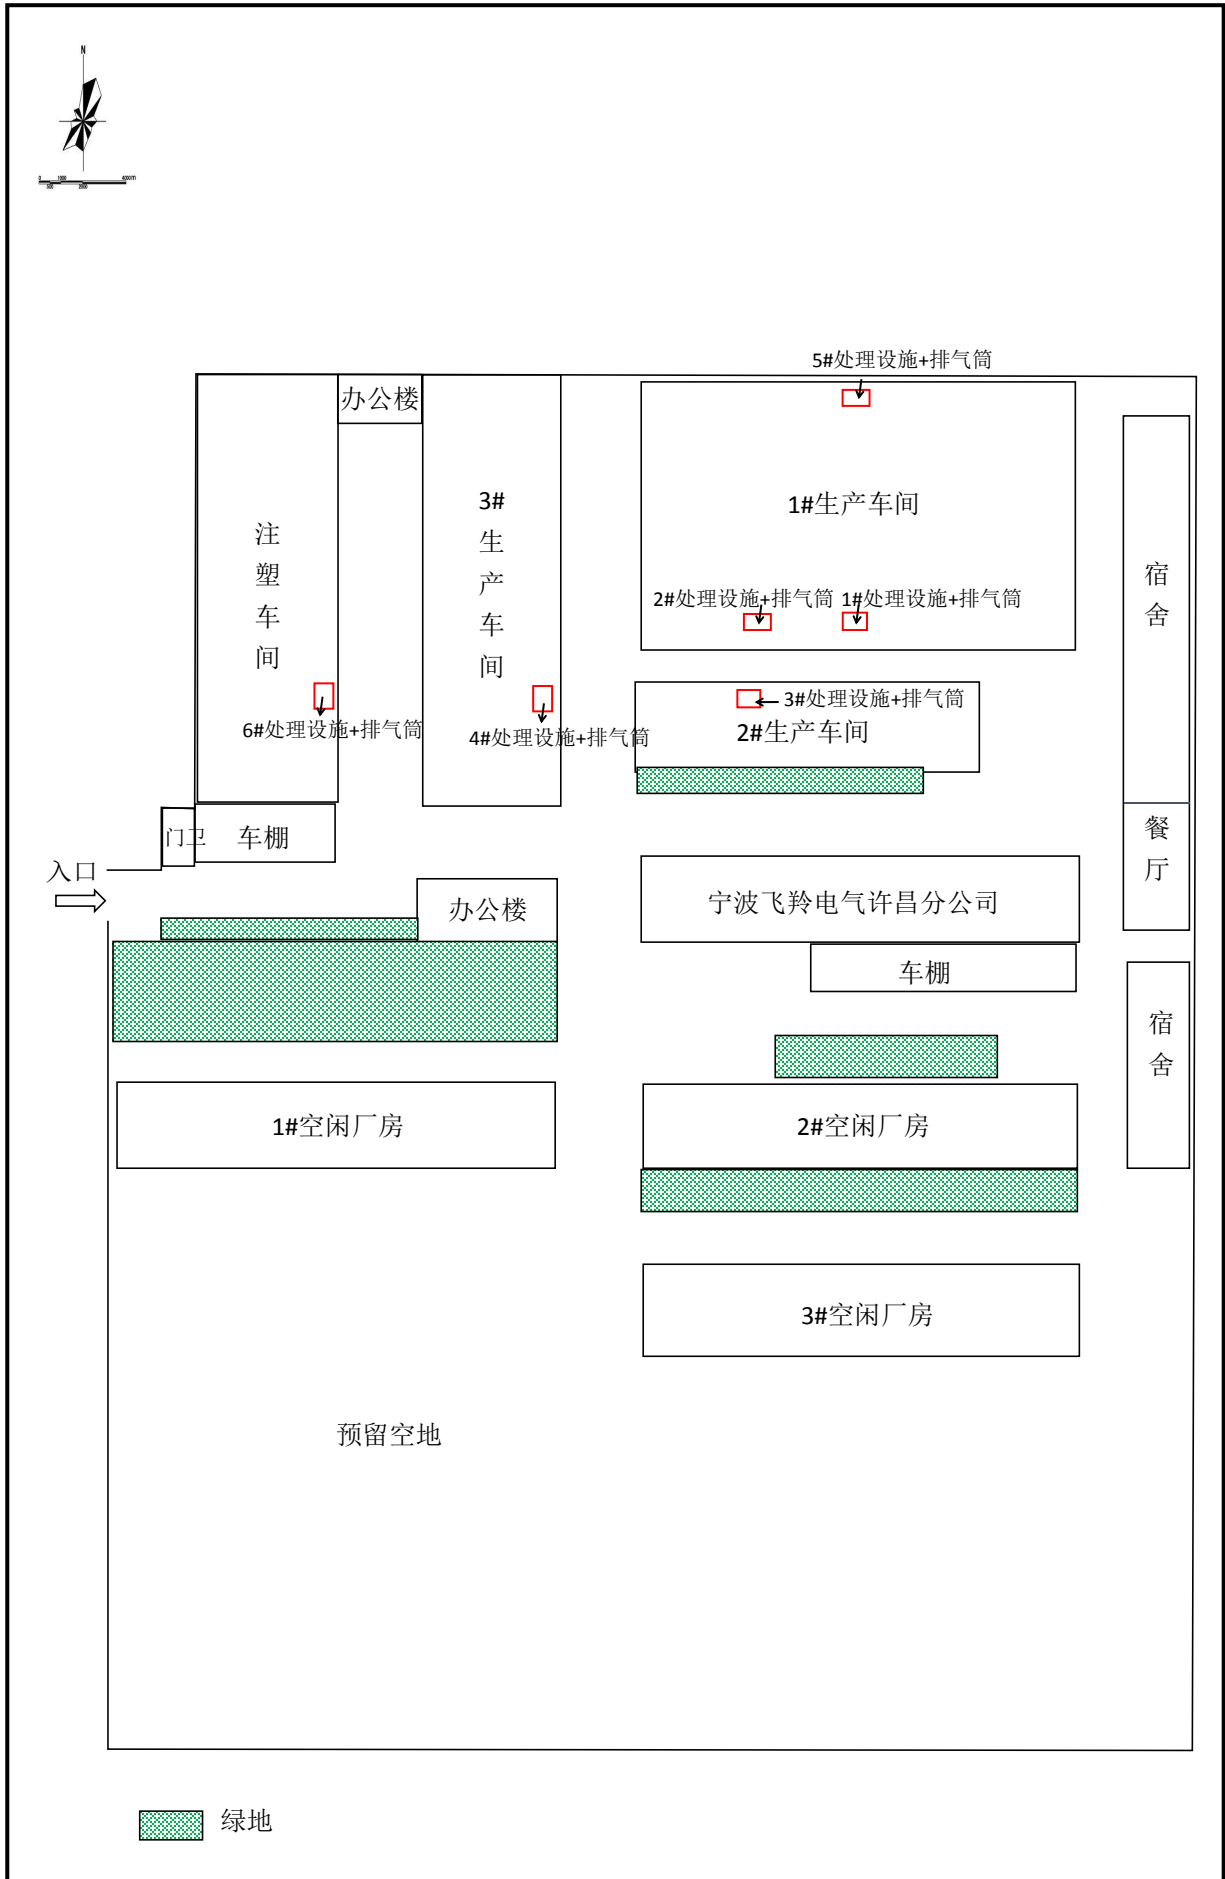 N
0 1000 4000m
500 2000
5#处理设施+排气筒
办公楼
1#生产车间
3#
生
产
车
间
注
塑
车
间
宿
舍
2#处理设施+排气筒
1#处理设施+排气筒
3#处理设施+排气筒
2#生产车间
6#处理设施+排气筒
4#处理设施+排气筒
门卫
车棚
餐
厅
入口
办公楼
宁波飞羚电气许昌分公司
车棚
宿
舍
1#空闲厂房
2#空闲厂房
3#空闲厂房
预留空地
绿地